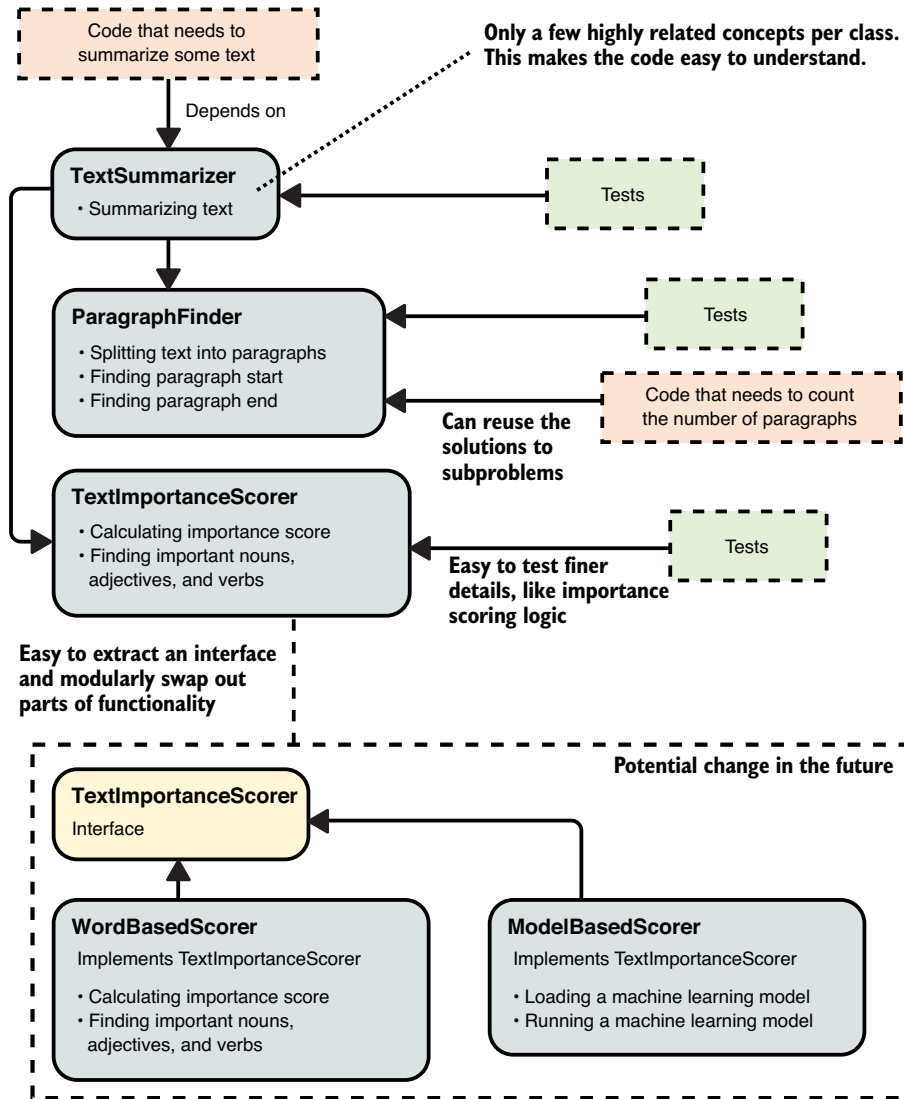 Code that needs to
summarize some text
Only a few highly related concepts per class.
This makes the code easy to understand.
Depends on
TextSummarizer
• Summarizing text
Tests
ParagraphFinder
• Splitting text into paragraphs
• Finding paragraph start
• Finding paragraph end
Tests
Code that needs to count
the number of paragraphs
Can reuse the
solutions to
subproblems
TextImportanceScorer
• Calculating importance score
• Finding important nouns,
adjectives, and verbs
Tests
Easy to test finer
details, like importance
scoring logic
Easy to extract an interface
and modularly swap out
parts of functionality
Potential change in the future
TextImportanceScorer
Interface
WordBasedScorer
Implements TextImportanceScorer
• Calculating importance score
• Finding important nouns,
adjectives, and verbs
ModelBasedScorer
Implements TextImportanceScorer
• Loading a machine learning model
• Running a machine learning model